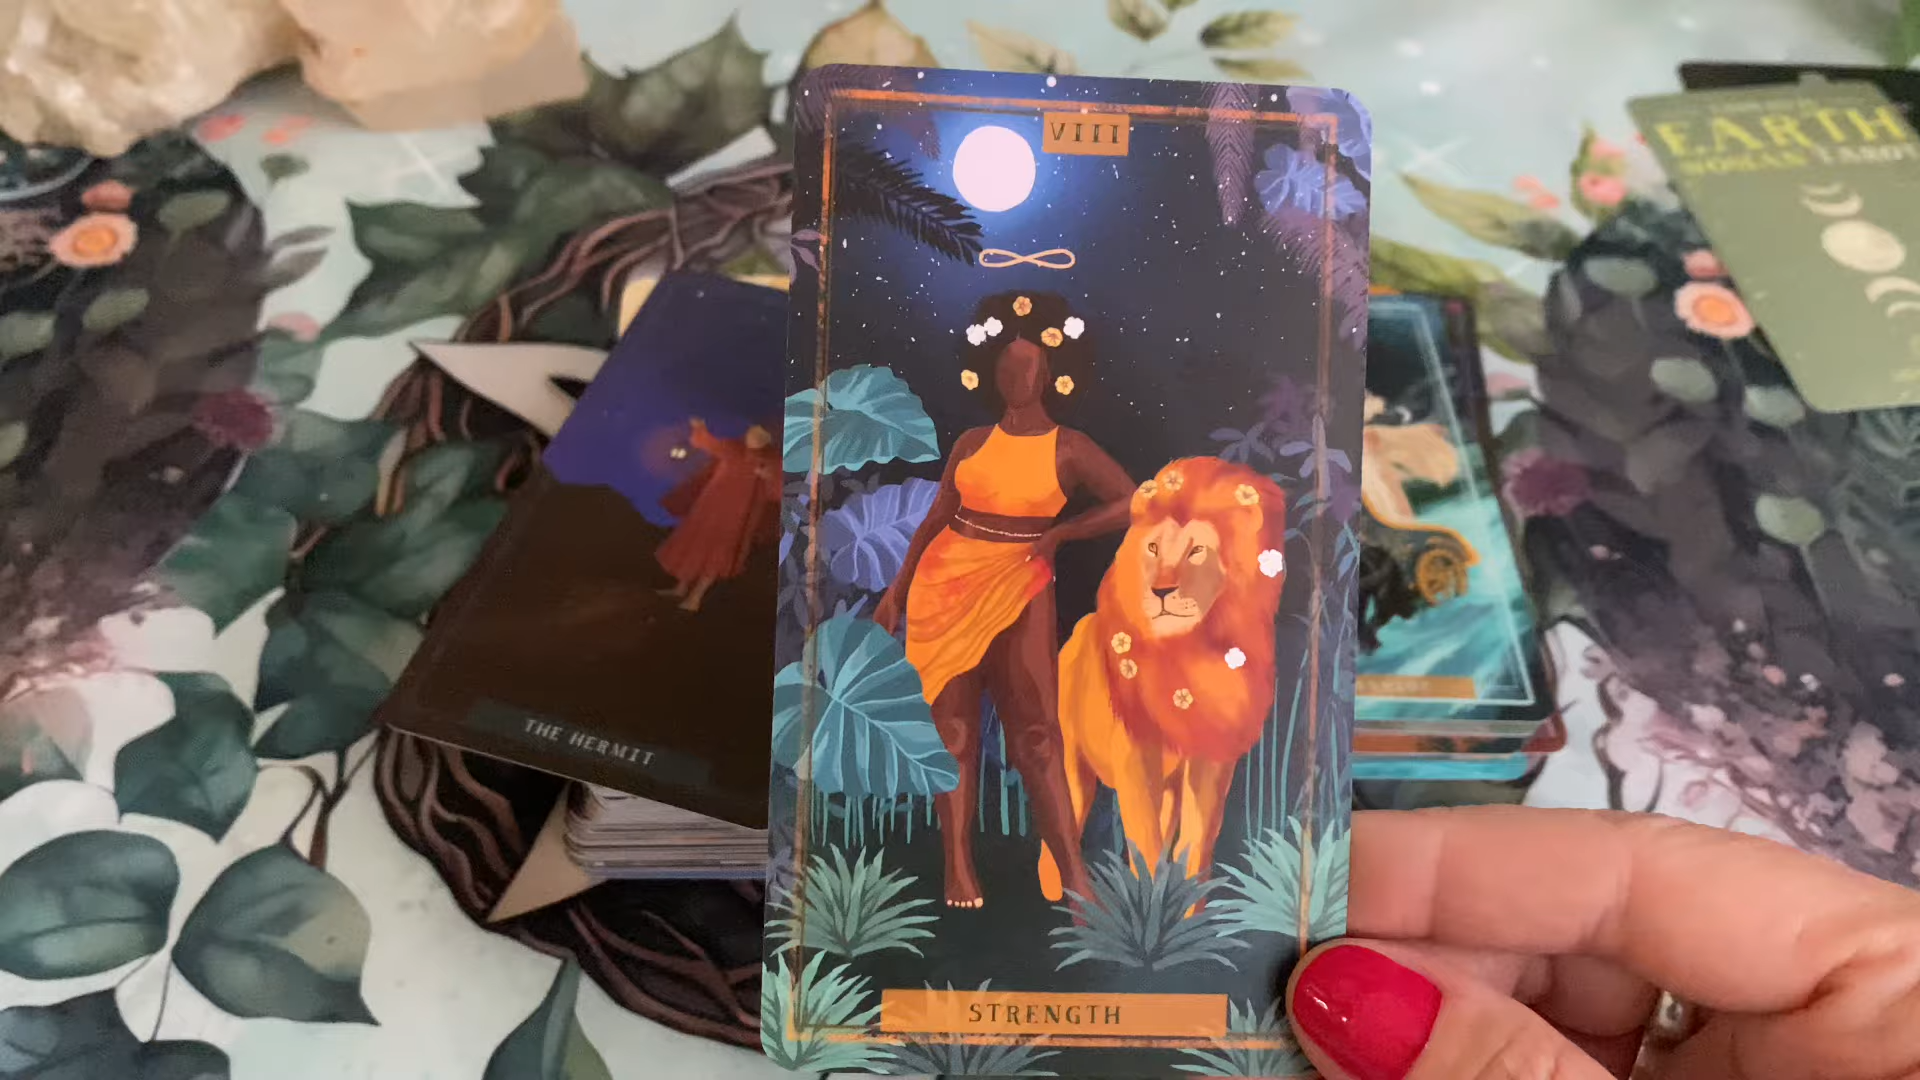 VIII
STRENGTH
THE HERMIT
EARTH
WOMAN TAROT